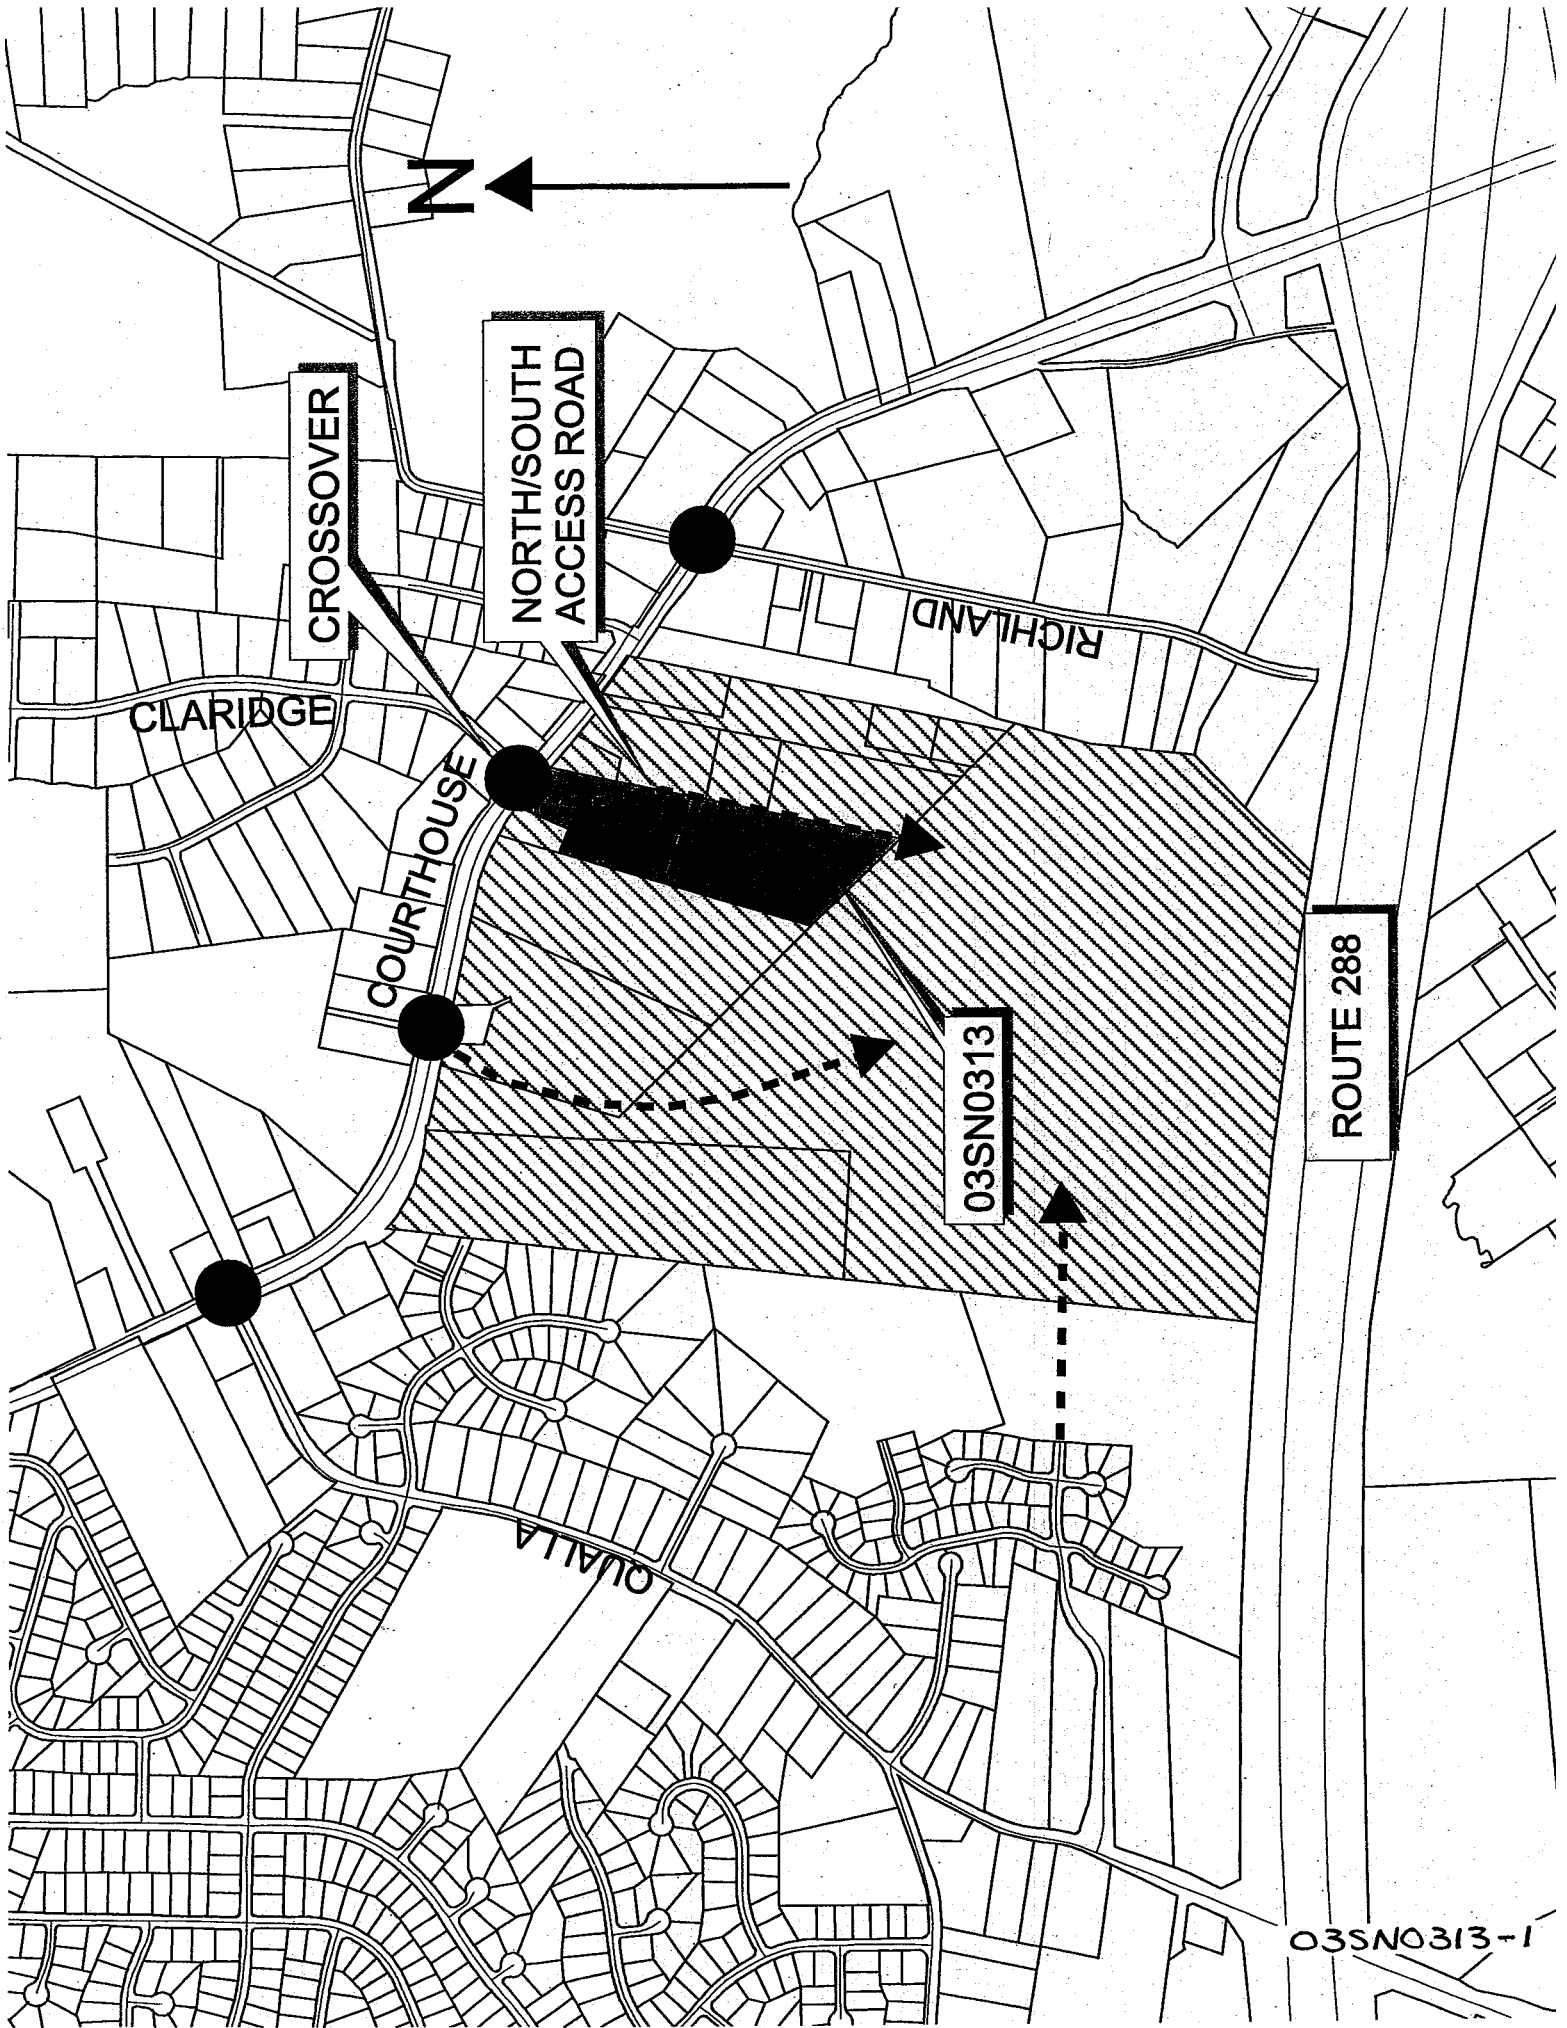 N
CROSSOVER
NORTH/SOUTH
ACCESS ROAD
CLARIDGE
COURTHOUSE
RICHLAND
03SN0313
ROUTE 288
QUALLA
03SN0313-1